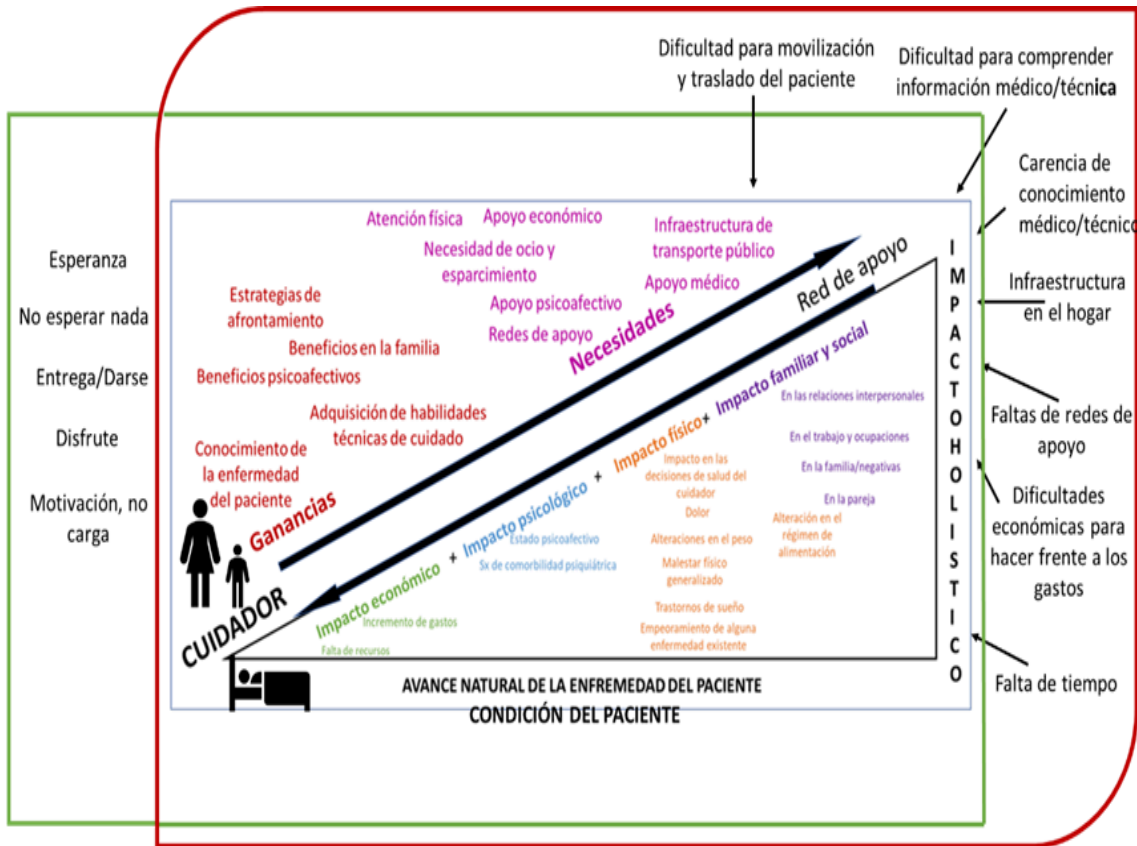 Dificultad para movilización
y traslado del paciente
Dificultad para comprender
información médico/técnica
Carencia de
conocimiento
médico/técnico
Infraestructura
en el hogar
Faltas de redes de
apoyo
Dificultades
económicas para
hacer frente a los
gastos
Falta de tiempo
Esperanza
No esperar nada
Entrega/Darse
Disfrute
Motivación, no
carga
Atención física
Apoyo económico
Necesidad de ocio y
esparcimiento
Infraestructura de
transporte público
Apoyo médico
Apoyo psicoafectivo
Redes de apoyo
Necesidades
Red de apoyo
Estrategias de
afrontamiento
Beneficios en la familia
Beneficios psicoafectivos
Adquisición de habilidades
técnicas de cuidado
Conocimiento de
la enfermedad
del paciente
Ganancias
CUIDADOR
Impacto económico + Impacto psicológico + Impacto físico + Impacto familiar y social
Incremento de gastos
Falta de recursos
Estado psicoafectivo
Sx de comorbilidad psiquiátrica
Impacto en las
decisiones de salud del
cuidador
Dolor
Alteraciones en el peso
Malestar físico
generalizado
Trastornos de sueño
Empeoramiento de alguna
enfermedad existente
Alteración en el
régimen de
alimentación
En las relaciones interpersonales
En el trabajo y ocupaciones
En la familia/negativas
En la pareja
IMPACTO HOLISTICO
AVANCE NATURAL DE LA ENFREMEDAD DEL PACIENTE
CONDICIÓN DEL PACIENTE